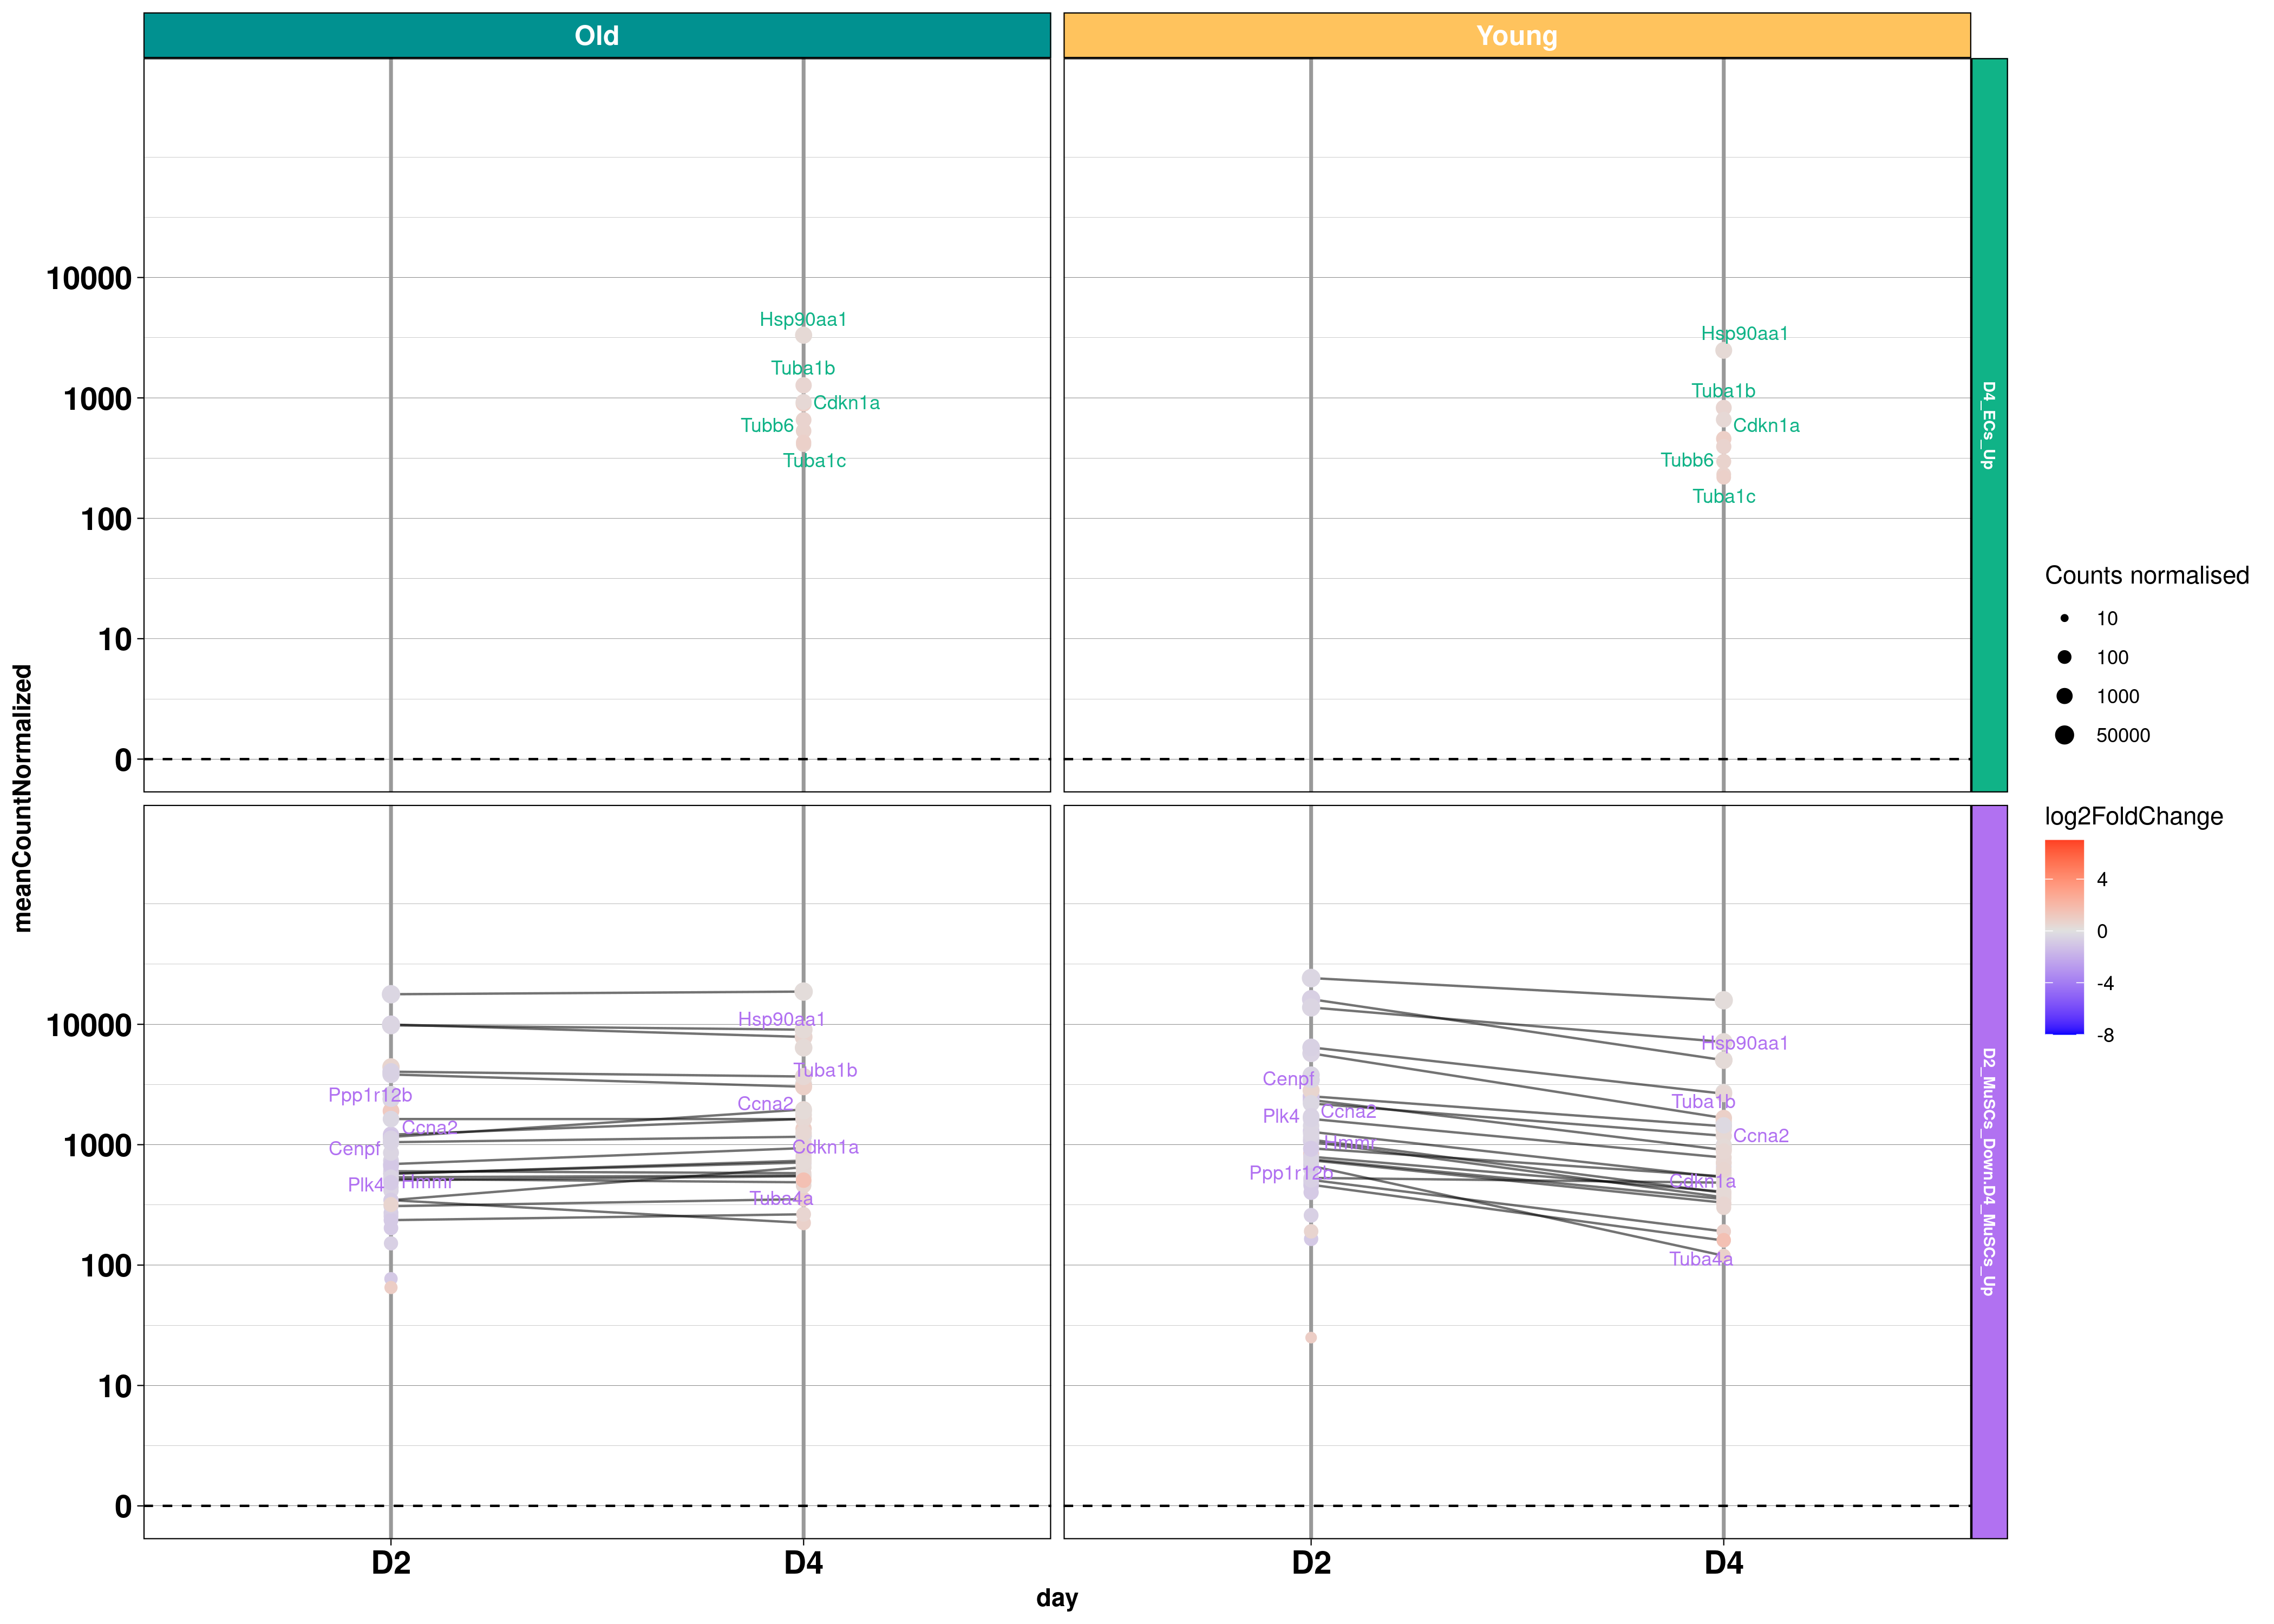 Old
Young
10000
1000
100
10
0
Hsp90aa1
Tuba1b
Cdkn1a
Tubb6
Tuba1c
Hsp90aa1
Tuba1b
Cdkn1a
Tubb6
Tuba1c
D4_ECs_Up
meanCountNormalized
10000
1000
100
10
0
Ppp1r12b
Ccna2
Cenpf
Plk4
Hmmr
Hsp90aa1
Tuba1b
Ccna2
Cdkn1a
Tuba4a
Cenpf
Plk4
Ccna2
Hmmr
Ppp1r12b
Hsp90aa1
Tuba1b
Ccna2
Cdkn1a
Tuba4a
D2_MuSCs_Down.D4_MuSCs_Up
D2
D4
D2
D4
day
Counts normalised
10
100
1000
50000
log2FoldChange
4
0
-4
-8